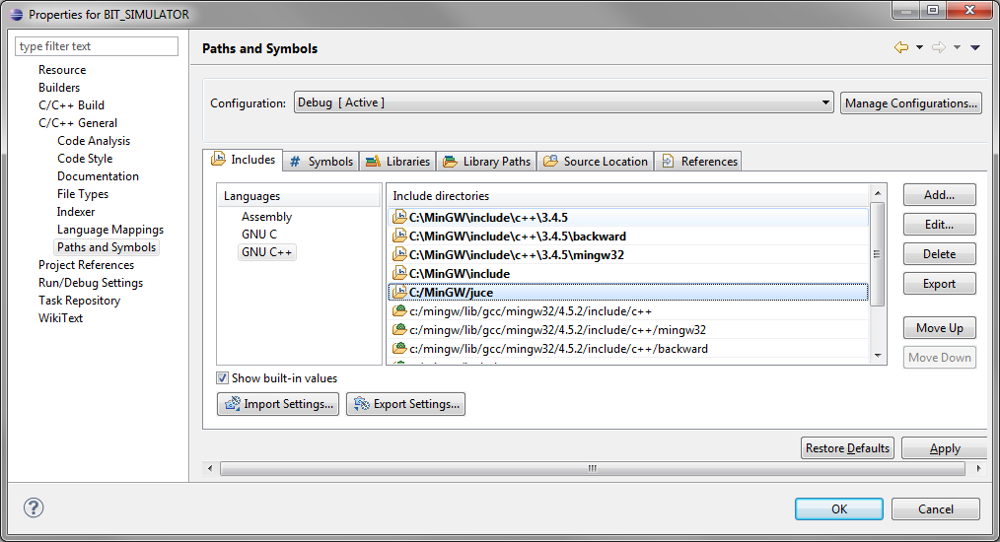 Properties for BIT_SIMULATOR
type filter text
Resource
Builders
C/C++ Build
C/C++ General
Code Analysis
Code Style
Documentation
File Types
Indexer
Language Mappings
Paths and Symbols
Project References
Run/Debug Settings
Task Repository
WikiText
Paths and Symbols
Configuration: Debug [ Active ] Manage Configurations...
Includes # Symbols Libraries Library Paths Source Location References
Languages
Assembly
GNU C
GNU C++
Include directories
C:\MinGW\include\c++\3.4.5
C:\MinGW\include\c++\3.4.5\backward
C:\MinGW\include\c++\3.4.5\mingw32
C:\MinGW\include
C:/MinGW/juce
c:/mingw/lib/gcc/mingw32/4.5.2/include/c++
c:/mingw/lib/gcc/mingw32/4.5.2/include/c++/mingw32
c:/mingw/lib/gcc/mingw32/4.5.2/include/c++/backward
Add...
Edit...
Delete
Export
Move Up
Move Down
Show built-in values
Import Settings... Export Settings...
Restore Defaults Apply
? OK Cancel